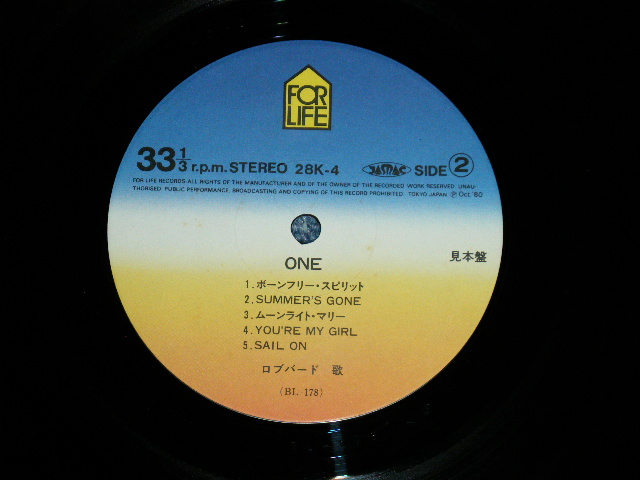 FOR
LIFE
33 1/3 r.p.m. STEREO 28K-4 JASRAC SIDE 2
FOR LIFE RECORDS·ALL RIGHTS OF THE MANUFACTURER AND OF THE OWNER OF THE RECORDED WORK RESERVED. UNAU-
THORISED PUBLIC PERFORMANCE, BROADCASTING AND COPYING OF THIS RECORD PROHIBITED. TOKYO JAPAN. ℗ Oct '80
ONE
見本盤
1. ボーンフリー・スピリット
2. SUMMER'S GONE
3. ムーンライト・マリー
4. YOU'RE MY GIRL
5. SAIL ON
ロブバード 歌
(BL 178)